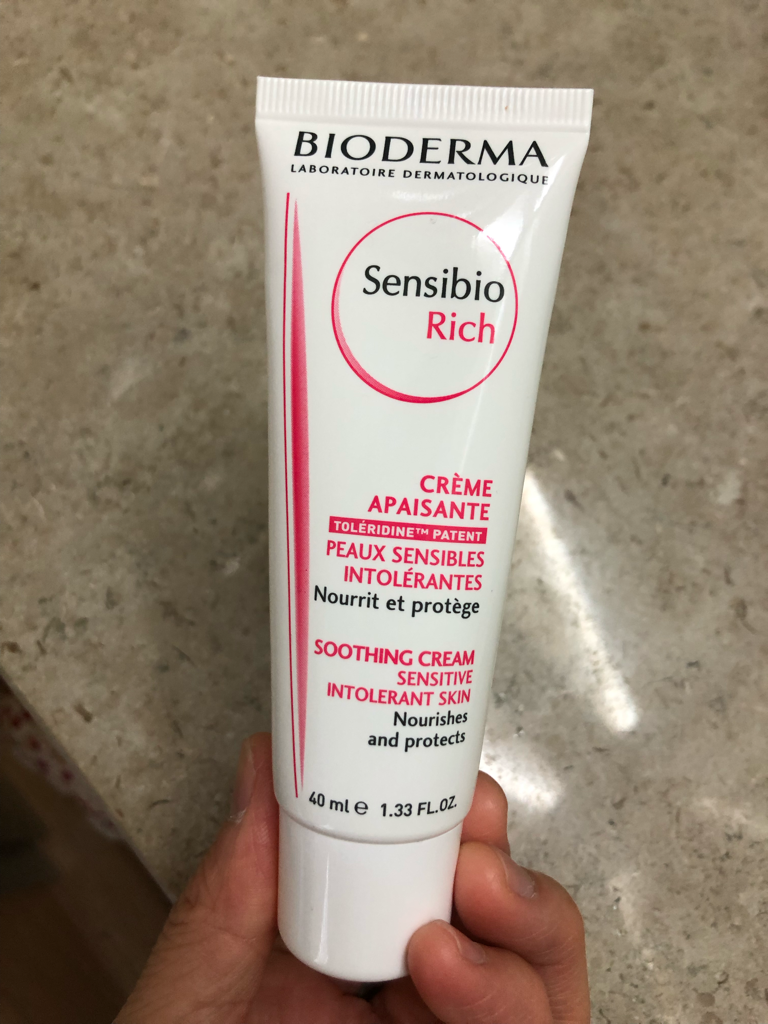 BIODERMA
LABORATOIRE DERMATOLOGIQUE
Sensibio
Rich
CRÈME
APAISANTE
TOLÉRIDINE™ PATENT
PEAUX SENSIBLES
INTOLÉRANTES
Nourrit et protège
SOOTHING CREAM
SENSITIVE
INTOLERANT SKIN
Nourishes
and protects
40 ml ℮ 1.33 FL.OZ.